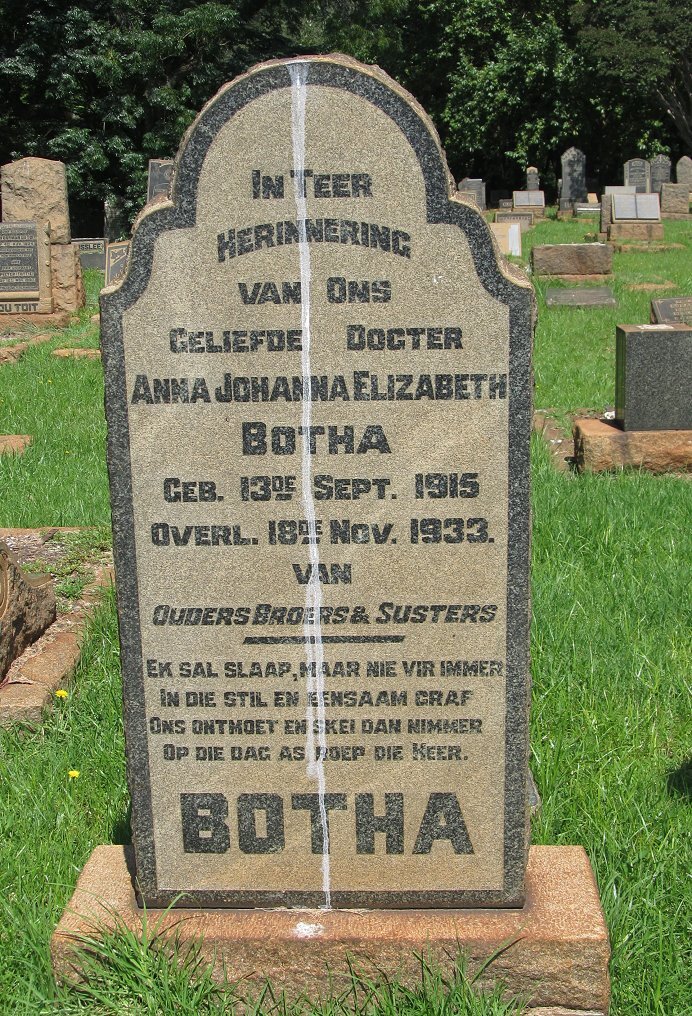 In Teer
Herinnering
van Ons
Geliefde Dogter
Anna Johanna Elizabeth
Botha
Geb. 13de Sept. 1915
Overl. 18de Nov. 1933.
van
Ouders Broers & Susters
Ek sal slaap, maar nie vir immer
In die stil en eensaam graf
Ons ontmoet en skei dan nimmer
Op die dag as roep die Heer.
BOTHA
du Toit